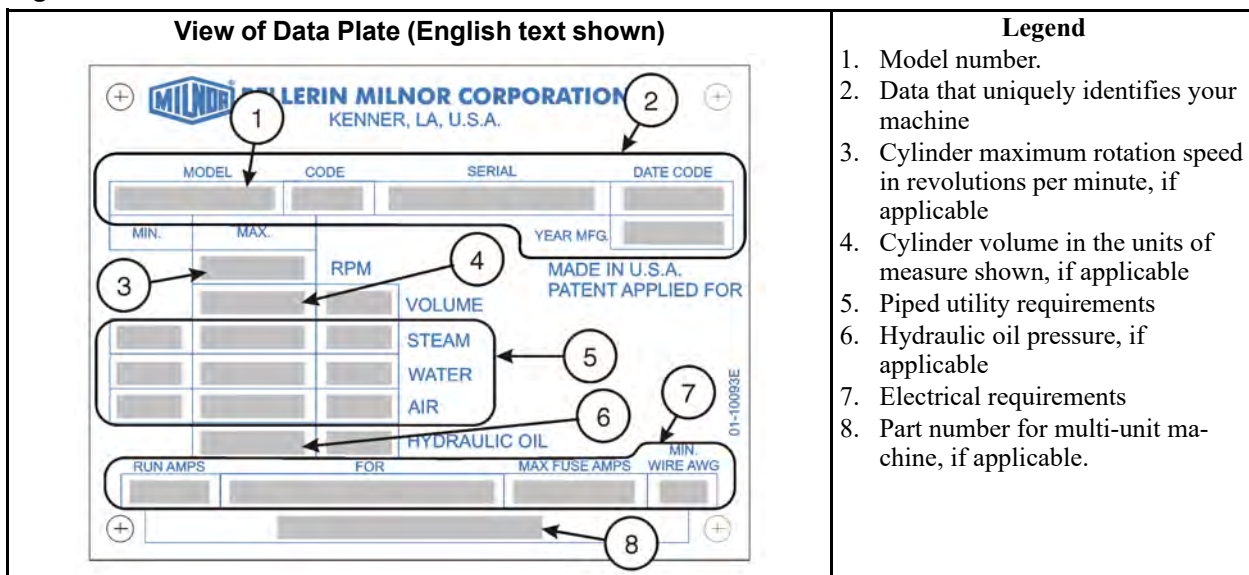 View of Data Plate (English text shown)
MILNOR®
LERIN MILNOR CORPORATION
KENNER, LA, U.S.A.
1
2
MODEL CODE SERIAL DATE CODE
MIN. MAX. YEAR MFG.
3
RPM
4
MADE IN U.S.A.
PATENT APPLIED FOR
VOLUME
STEAM
5
WATER
7
AIR
6
HYDRAULIC OIL
01-10093E
RUN AMPS FOR MAX FUSE AMPS MIN. WIRE AWG
8
Legend
1. Model number.
2. Data that uniquely identifies your
machine
3. Cylinder maximum rotation speed
in revolutions per minute, if
applicable
4. Cylinder volume in the units of
measure shown, if applicable
5. Piped utility requirements
6. Hydraulic oil pressure, if
applicable
7. Electrical requirements
8. Part number for multi-unit ma-
chine, if applicable.